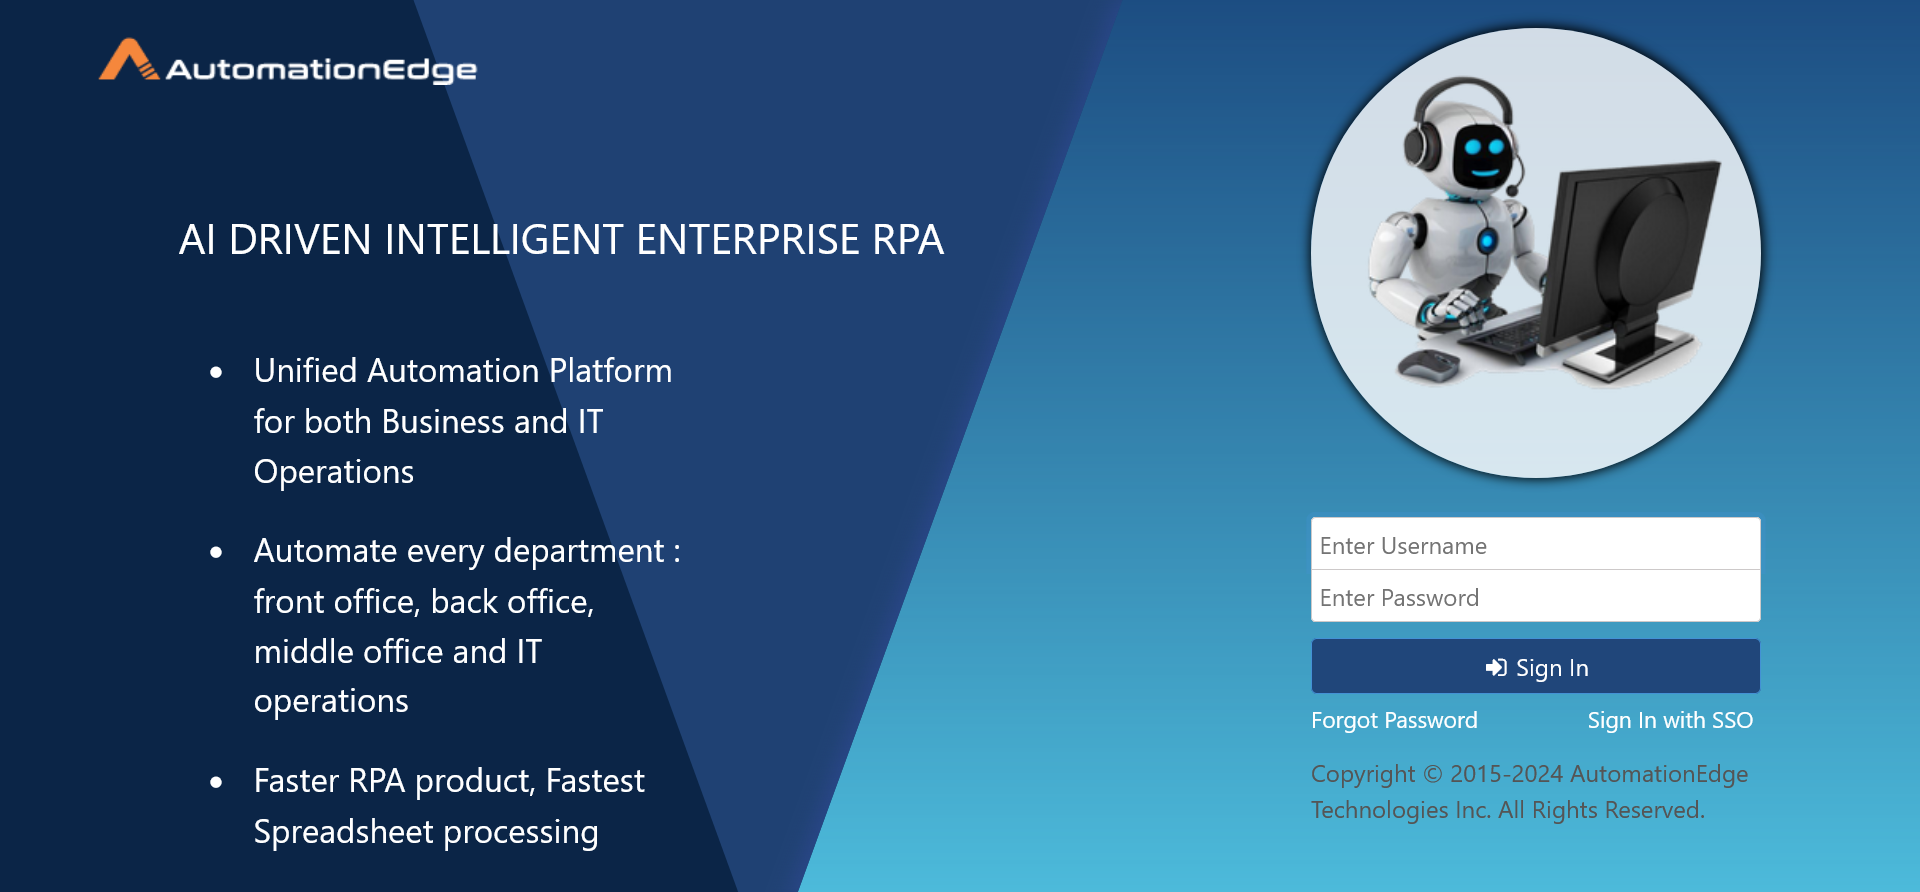 AutomationEdge
AI DRIVEN INTELLIGENT ENTERPRISE RPA
• Unified Automation Platform
for both Business and IT
Operations
• Automate every department :
front office, back office,
middle office and IT
operations
• Faster RPA product, Fastest
Spreadsheet processing
Enter Username
Enter Password
Sign In
Forgot Password
Sign In with SSO
Copyright © 2015-2024 AutomationEdge
Technologies Inc. All Rights Reserved.